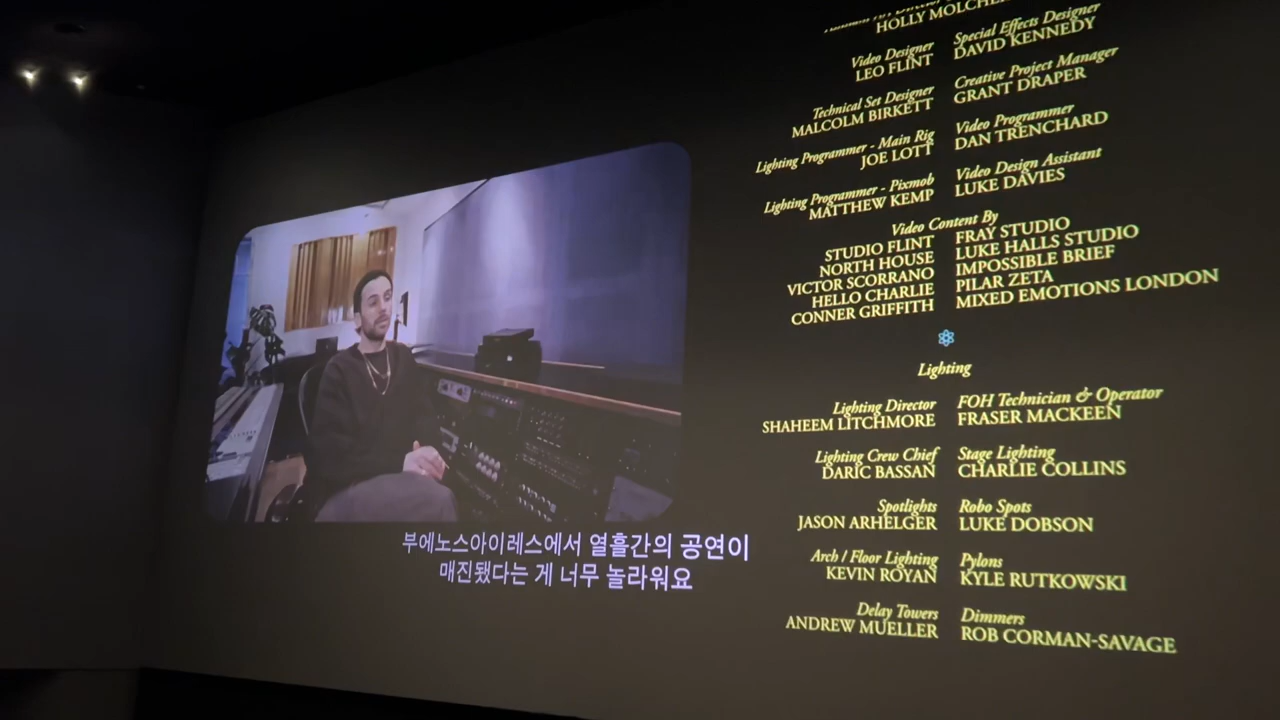 HOLLY MOLCHE
Video Designer
LEO FLINT
Special Effects Designer
DAVID KENNEDY
Technical Set Designer
MALCOLM BIRKETT
Creative Project Manager
GRANT DRAPER
Lighting Programmer - Main Rig
JOE LOTT
Video Programmer
DAN TRENCHARD
Lighting Programmer - Pixmob
MATTHEW KEMP
Video Design Assistant
LUKE DAVIES
Video Content By
STUDIO FLINT
FRAY STUDIO
NORTH HOUSE
LUKE HALLS STUDIO
VICTOR SCORRANO
IMPOSSIBLE BRIEF
HELLO CHARLIE
PILAR ZETA
CONNER GRIFFITH
MIXED EMOTIONS LONDON
Lighting
Lighting Director
SHAHEEM LITCHMORE
FOH Technician & Operator
FRASER MACKEEN
Lighting Crew Chief
DARIC BASSAN
Stage Lighting
CHARLIE COLLINS
Spotlights
JASON ARHELGER
Robo Spots
LUKE DOBSON
Arch / Floor Lighting
KEVIN ROYAN
Pylons
KYLE RUTKOWSKI
Delay Towers
ANDREW MUELLER
Dimmers
ROB CORMAN-SAVAGE
부에노스아이레스에서 열흘간의 공연이
매진됐다는 게 너무 놀라워요